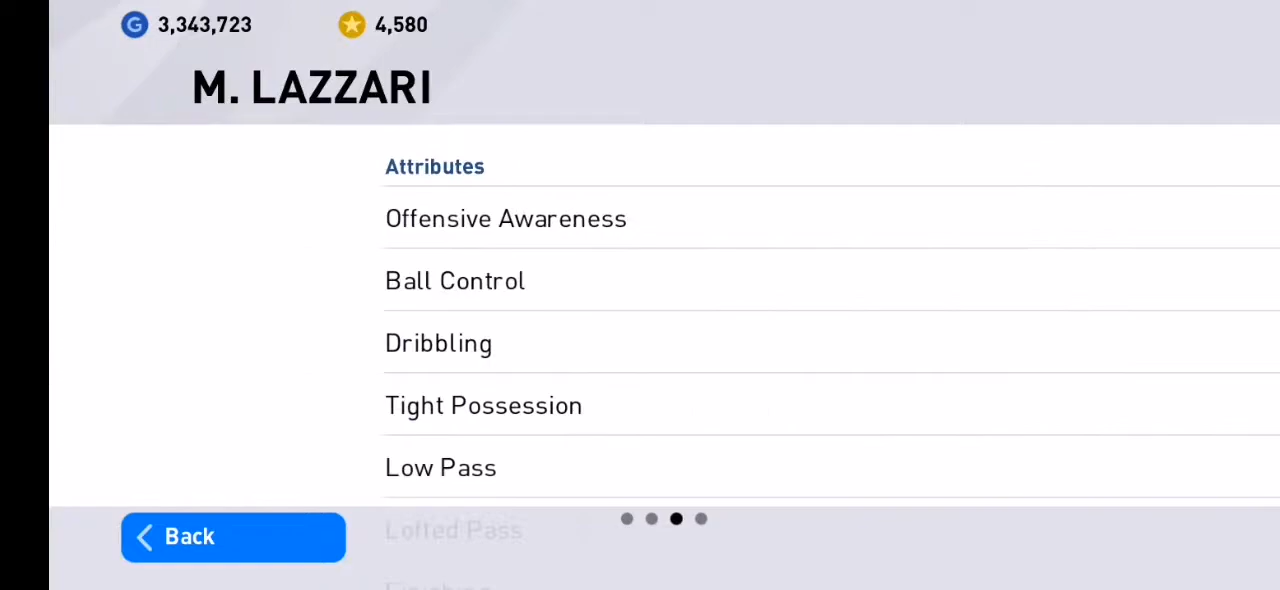 G 3,343,723 4,580
M. LAZZARI
Attributes
Offensive Awareness
Ball Control
Dribbling
Tight Possession
Low Pass
Back
Lofted Pass